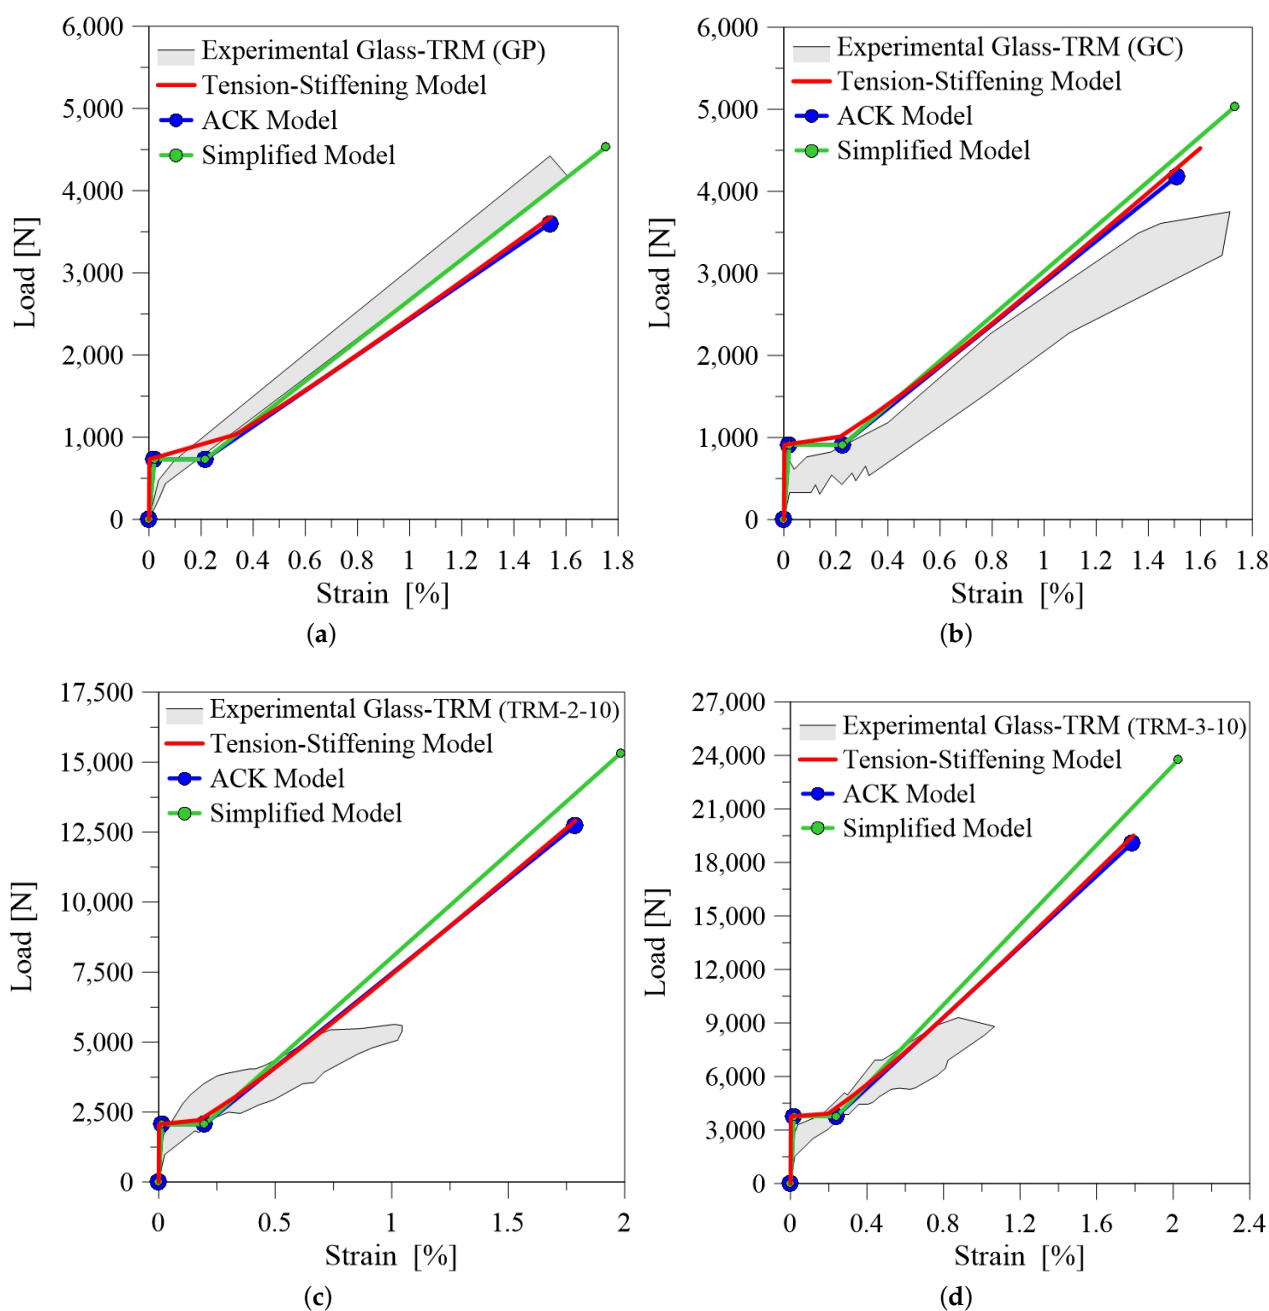 6,000
5,000
4,000
3,000
2,000
1,000
0
Load [N]
Experimental Glass-TRM (GP)
Tension-Stiffening Model
ACK Model
Simplified Model
0 0.2 0.4 0.6 0.8 1 1.2 1.4 1.6 1.8
Strain [%]
(a)
6,000
5,000
4,000
3,000
2,000
1,000
0
Load [N]
Experimental Glass-TRM (GC)
Tension-Stiffening Model
ACK Model
Simplified Model
0 0.2 0.4 0.6 0.8 1 1.2 1.4 1.6 1.8
Strain [%]
(b)
17,500
15,000
12,500
10,000
7,500
5,000
2,500
0
Load [N]
Experimental Glass-TRM (TRM-2-10)
Tension-Stiffening Model
ACK Model
Simplified Model
0 0.5 1 1.5 2
Strain [%]
(c)
27,000
24,000
21,000
18,000
15,000
12,000
9,000
6,000
3,000
0
Load [N]
Experimental Glass-TRM (TRM-3-10)
Tension-Stiffening Model
ACK Model
Simplified Model
0 0.4 0.8 1.2 1.6 2 2.4
Strain [%]
(d)